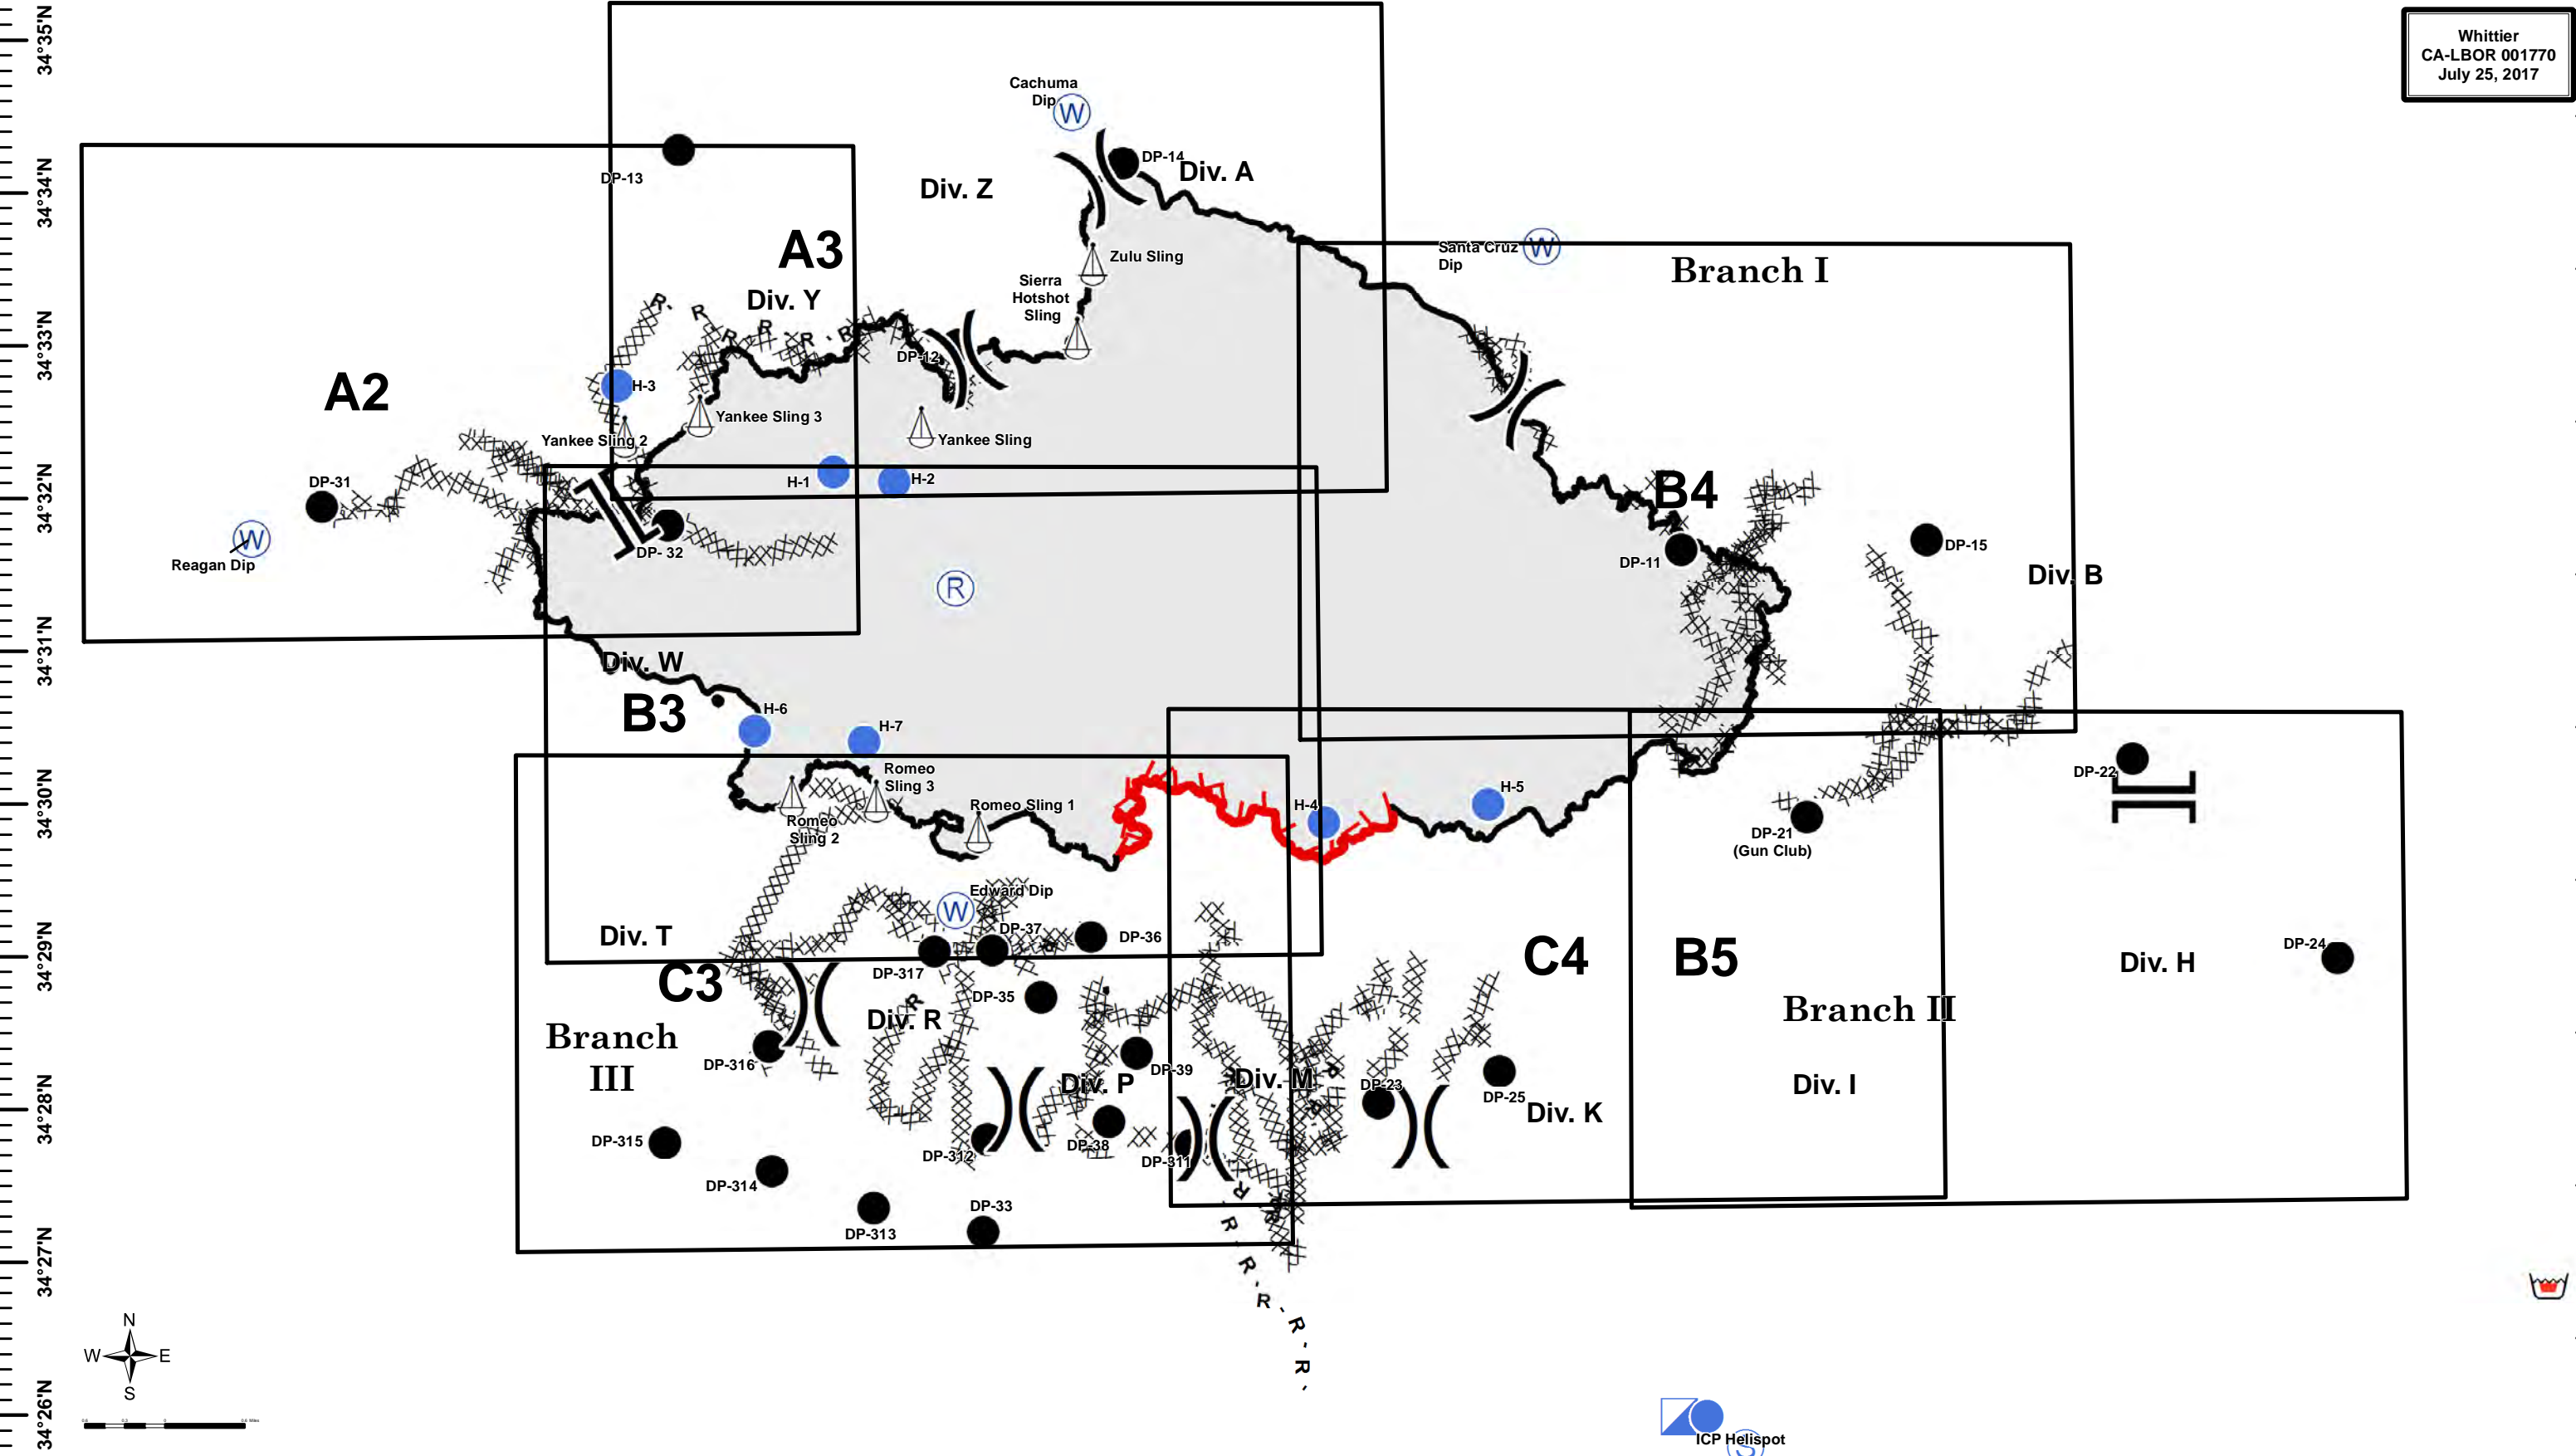 34°35'N
34°34'N
34°33'N
34°32'N
34°31'N
34°30'N
34°29'N
34°28'N
34°27'N
34°26'N
Whittier
CA-LBOR 001770
July 25, 2017
Cachuma
Dip
W
DP-14
Div. A
DP-13
Div. Z
A3
Div. Y
Zulu Sling
Sierra
Hotshot
Sling
Santa Cruz
Dip
W
Branch I
R
R
R
R
R
R
DP-12
A2
H-3
Yankee Sling 2
Yankee Sling 3
Yankee Sling
H-1
H-2
DP-31
W
Reagan Dip
DP- 32
R
B4
DP-11
DP-15
Div. B
Div. W
B3
H-6
H-7
Romeo
Sling 3
Romeo
Sling 2
Romeo Sling 1
H-4
H-5
DP-22
DP-21
(Gun Club)
Edward Dip
W
DP-37
DP-36
R
Div. T
DP-317
C3
DP-35
R
Div. R
Branch
III
DP-316
C4
B5
Div. H
DP-24
Branch II
DP-39
Div. P
Div. M
R
R
DP-23
DP-25
Div. K
Div. I
DP-315
DP-312
DP-38
DP-311
DP-314
DP-313
DP-33
R
R
R
R
R
R
R
N
W
E
S
ICP Helispot
S